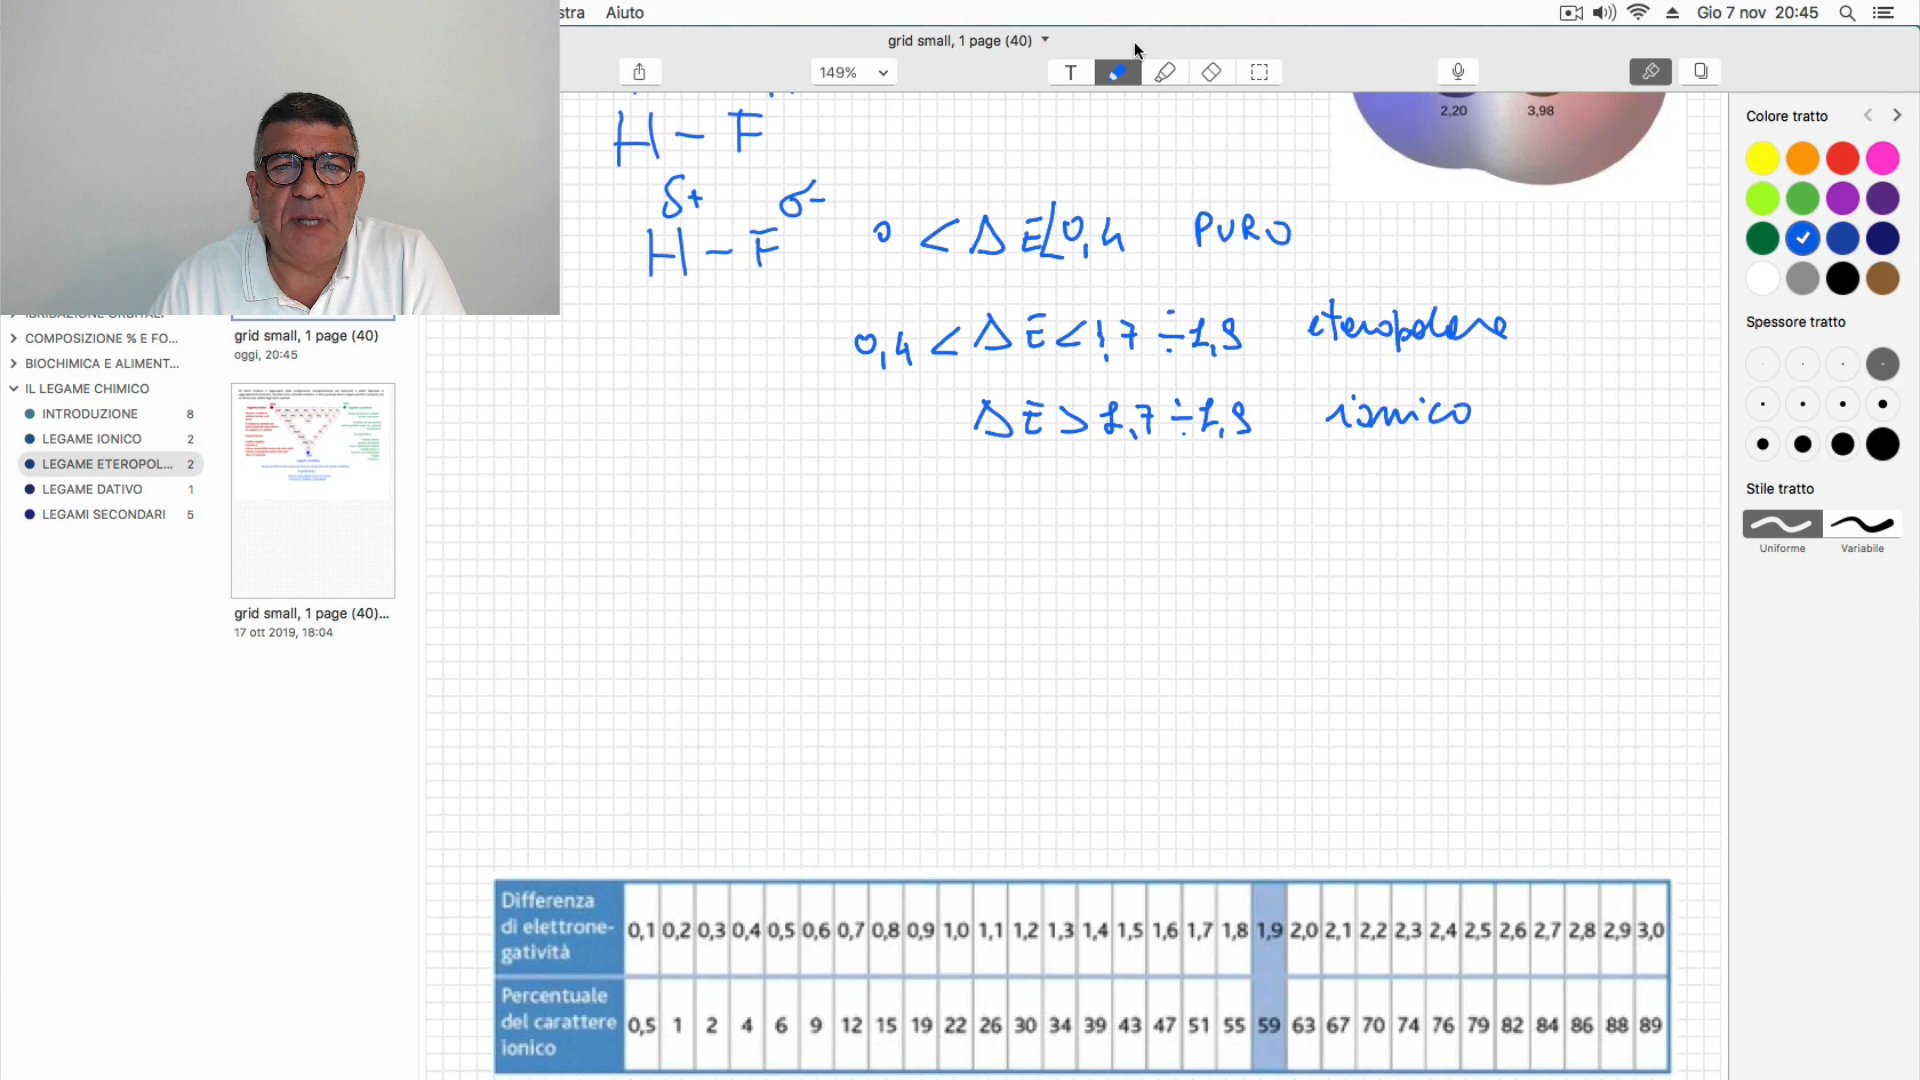 stra Aiuto Gio 7 nov 20:45
grid small, 1 page (40)
149% T
H – F
2,20 3,98
δ+ σ–
H – F 0 < Δ E < 0,4 PURO
0,4 < Δ E < 1,7 ÷ 1,9 eteropolare
Δ E > 1,7 ÷ 1,9 ionico
IBRIDAZIONE ORBITALI
COMPOSIZIONE % E FO...
BIOCHIMICA E ALIMENT...
IL LEGAME CHIMICO
INTRODUZIONE 8
LEGAME IONICO 2
LEGAME ETEROPOL... 2
LEGAME DATIVO 1
LEGAMI SECONDARI 5
grid small, 1 page (40)
oggi, 20:45
grid small, 1 page (40)...
17 ott 2019, 18:04
Colore tratto
Spessore tratto
Stile tratto
Uniforme Variabile
Differenza
di elettrone-
gatività
0,1 0,2 0,3 0,4 0,5 0,6 0,7 0,8 0,9 1,0 1,1 1,2 1,3 1,4 1,5 1,6 1,7 1,8 1,9 2,0 2,1 2,2 2,3 2,4 2,5 2,6 2,7 2,8 2,9 3,0
Percentuale
del carattere
ionico
0,5 1 2 4 6 9 12 15 19 22 26 30 34 39 43 47 51 55 59 63 67 70 74 76 79 82 84 86 88 89